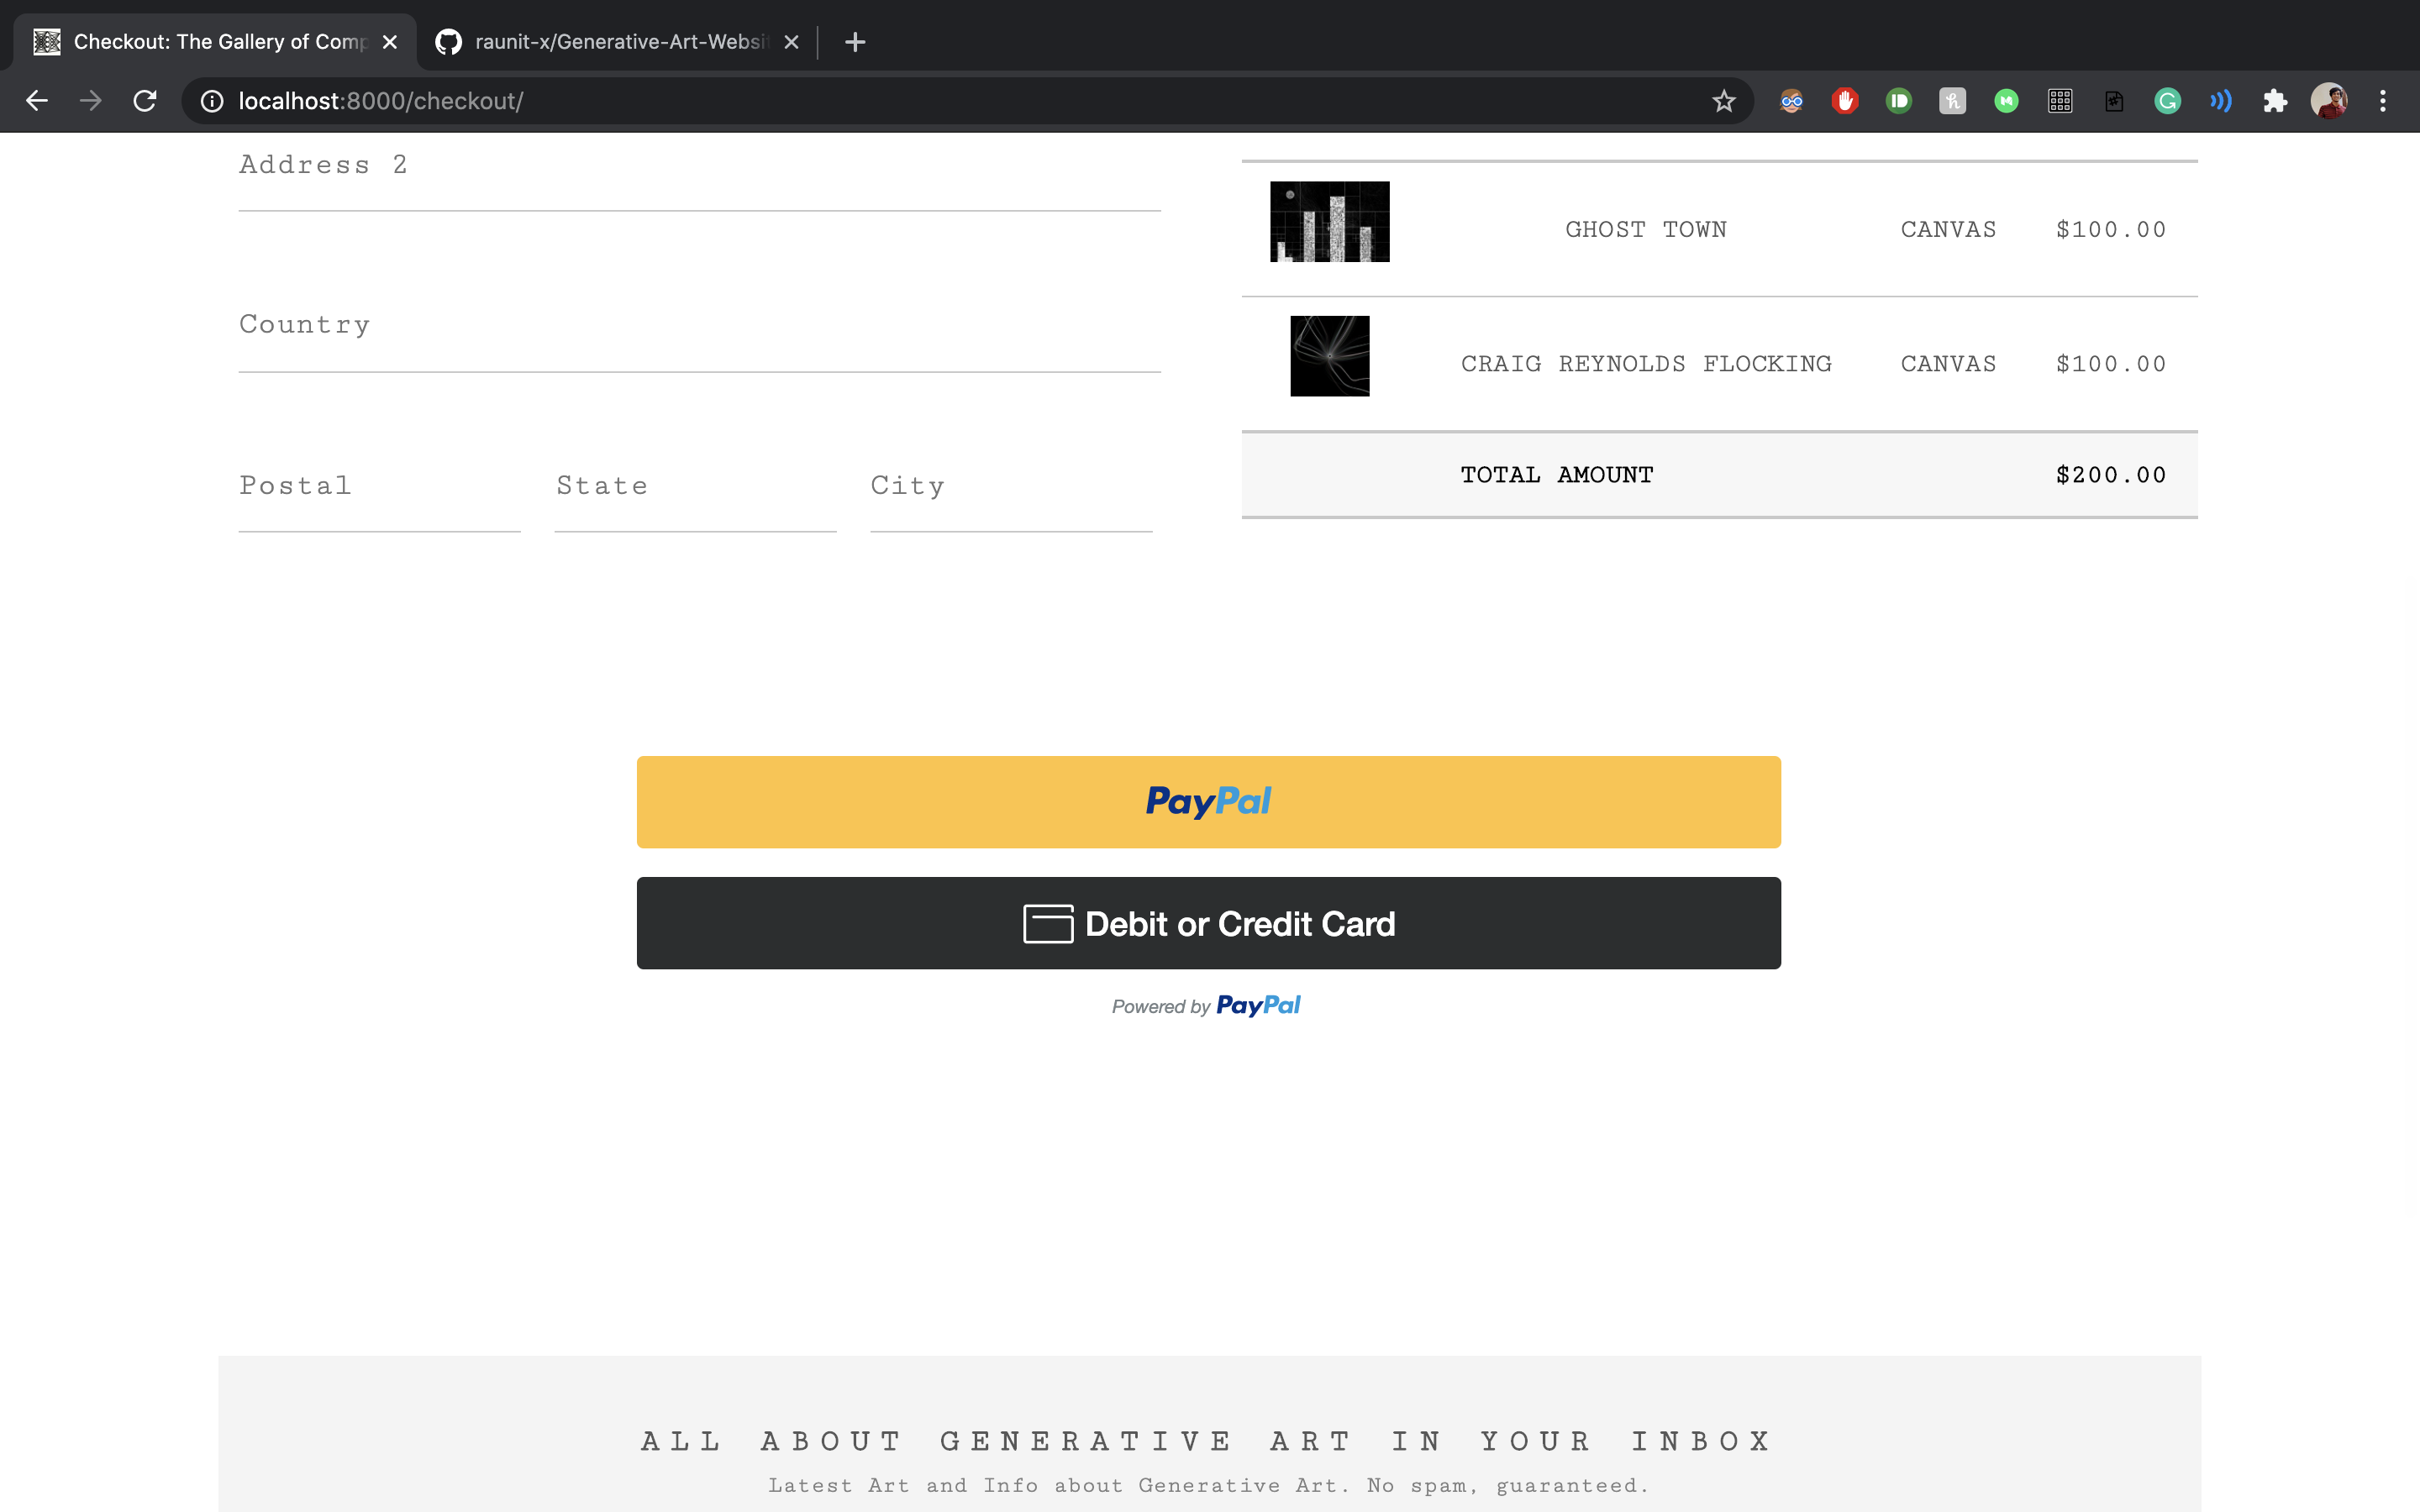 Checkout: The Gallery of Comp
raunit-x/Generative-Art-Websit
localhost:8000/checkout/
Address 2
Country
Postal State City
GHOST TOWN CANVAS $100.00
CRAIG REYNOLDS FLOCKING CANVAS $100.00
TOTAL AMOUNT $200.00
PayPal
Debit or Credit Card
Powered by PayPal
ALL ABOUT GENERATIVE ART IN YOUR INBOX
Latest Art and Info about Generative Art. No spam, guaranteed.